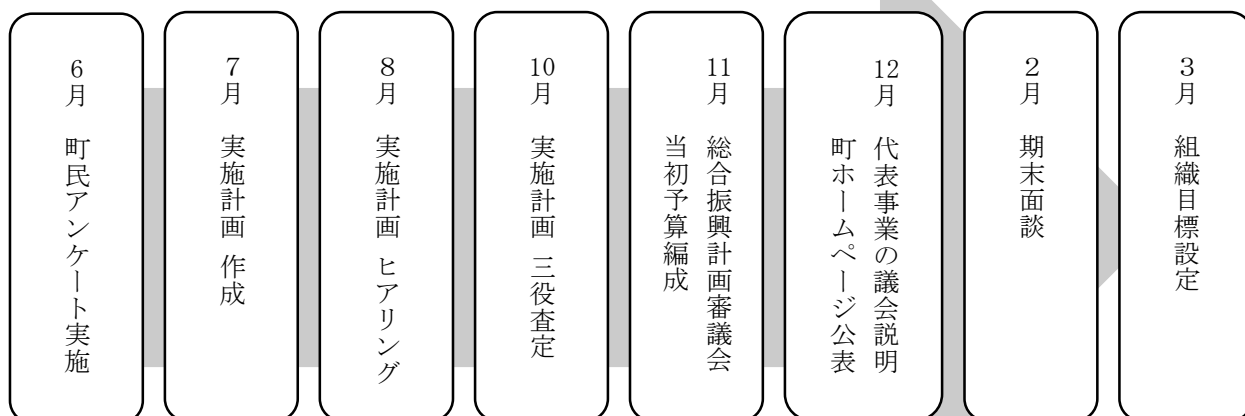 6月 町民アンケート実施
7月 実施計画 作成
8月 実施計画 ヒアリング
10月 実施計画 三役査定
11月 総合振興計画審議会
当初予算編成
12月 代表事業の議会説明
町ホームページ公表
2月 期末面談
3月 組織目標設定